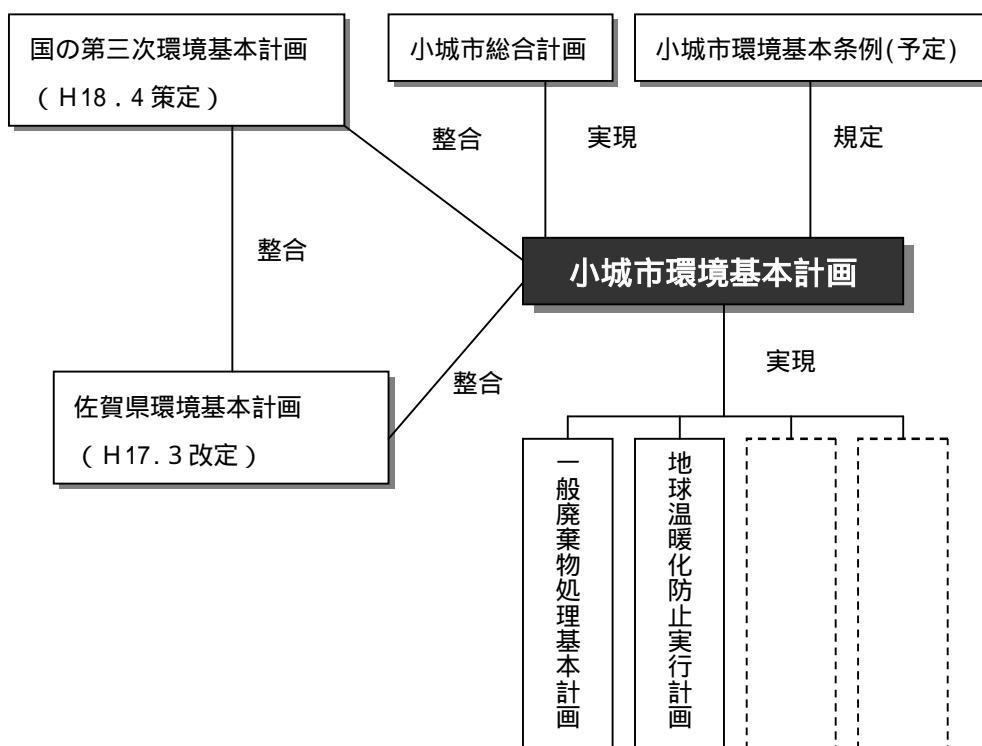 国の第三次環境基本計画
（H18．4策定）
小城市総合計画
小城市環境基本条例(予定)
整合
実現
規定
整合
小城市環境基本計画
実現
整合
佐賀県環境基本計画
（H17．3改定）
一般廃棄物処理基本計画
地球温暖化防止実行計画